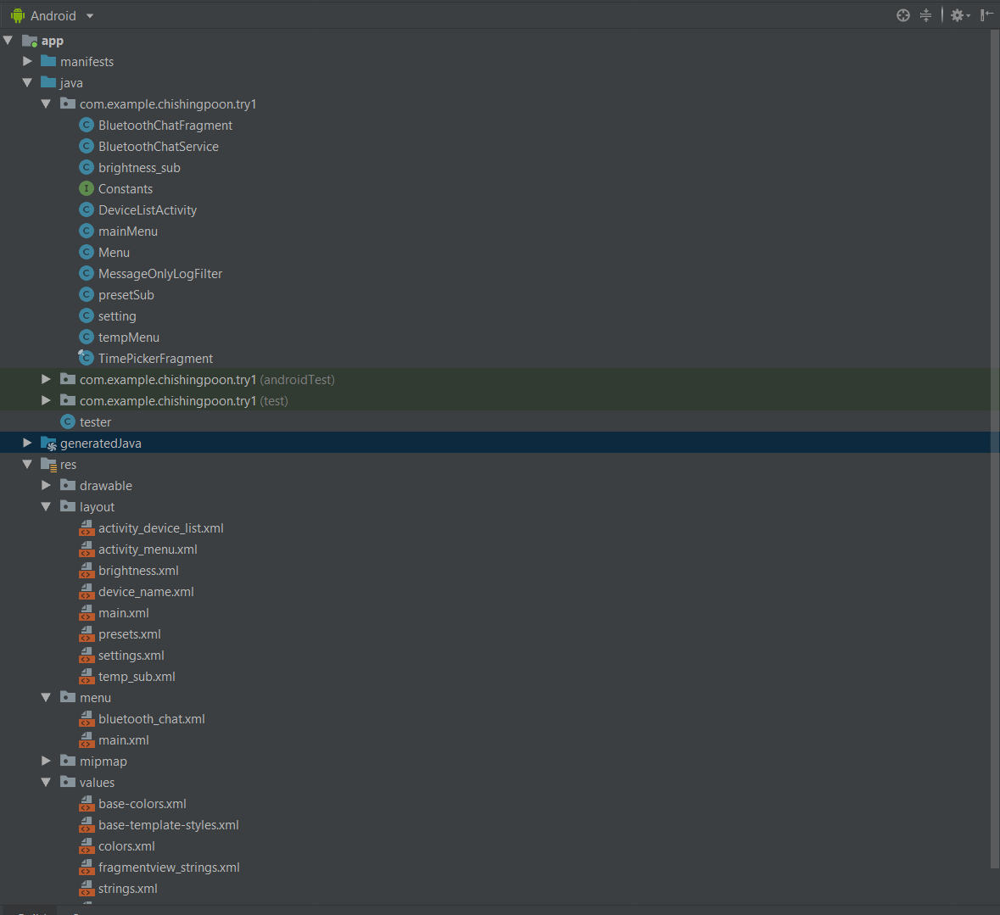 Android
app
manifests
java
com.example.chishingpoon.try1
BluetoothChatFragment
BluetoothChatService
brightness_sub
Constants
DeviceListActivity
mainMenu
Menu
MessageOnlyLogFilter
presetSub
setting
tempMenu
TimePickerFragment
com.example.chishingpoon.try1 (androidTest)
com.example.chishingpoon.try1 (test)
tester
generatedJava
res
drawable
layout
activity_device_list.xml
activity_menu.xml
brightness.xml
device_name.xml
main.xml
presets.xml
settings.xml
temp_sub.xml
menu
bluetooth_chat.xml
main.xml
mipmap
values
base-colors.xml
base-template-styles.xml
colors.xml
fragmentview_strings.xml
strings.xml